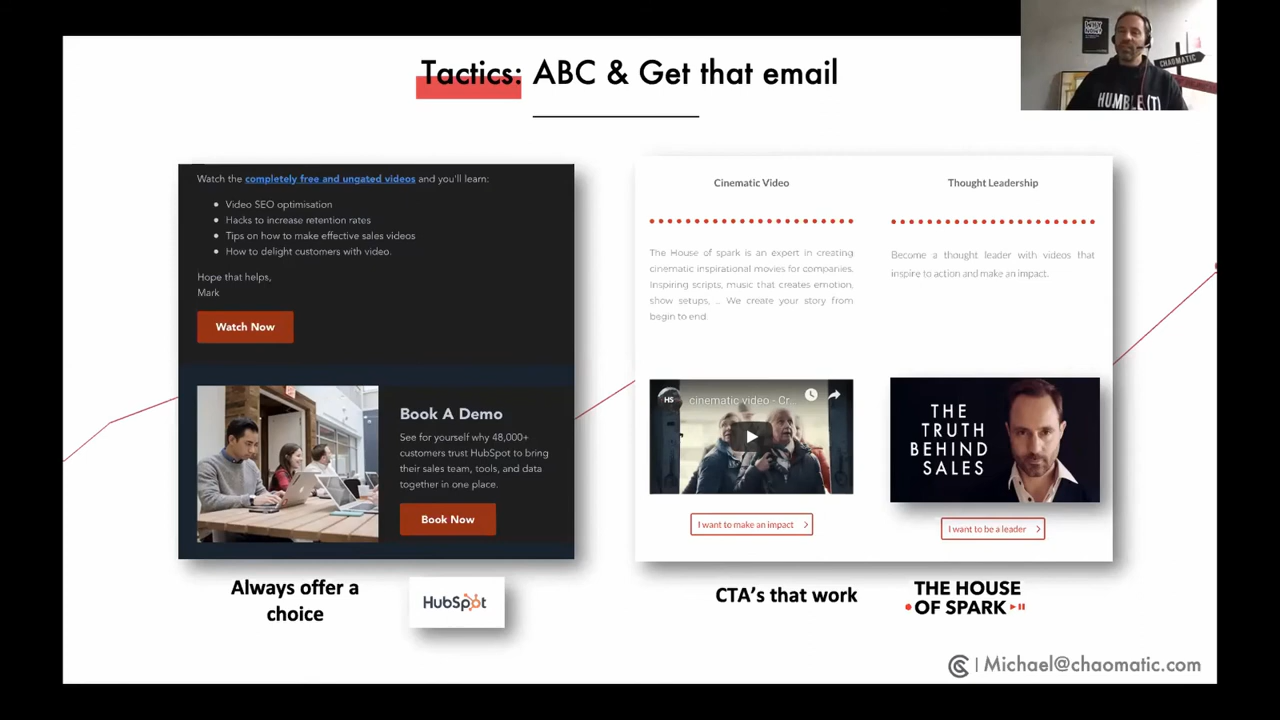 Tactics: ABC & Get that email
CHAOMATIC
HUMBLE
Watch the completely free and ungated videos and you'll learn:
Video SEO optimisation
Hacks to increase retention rates
Tips on how to make effective sales videos
How to delight customers with video.
Hope that helps,
Mark
Watch Now
Book A Demo
See for yourself why 48,000+
customers trust HubSpot to bring
their sales team, tools, and data
together in one place.
Book Now
Always offer a
choice
HubSpot
Cinematic Video
The House of spark is an expert in creating
cinematic inspirational movies for companies.
Inspiring scripts, music that creates emotion,
show setups, ... We create your story from
begin to end.
HS
cinematic video - Cr...
I want to make an impact
Thought Leadership
Become a thought leader with videos that
inspire to action and make an impact.
THE
TRUTH
BEHIND
SALES
I want to be a leader
CTA's that work
THE HOUSE
OF SPARK
| Michael@chaomatic.com